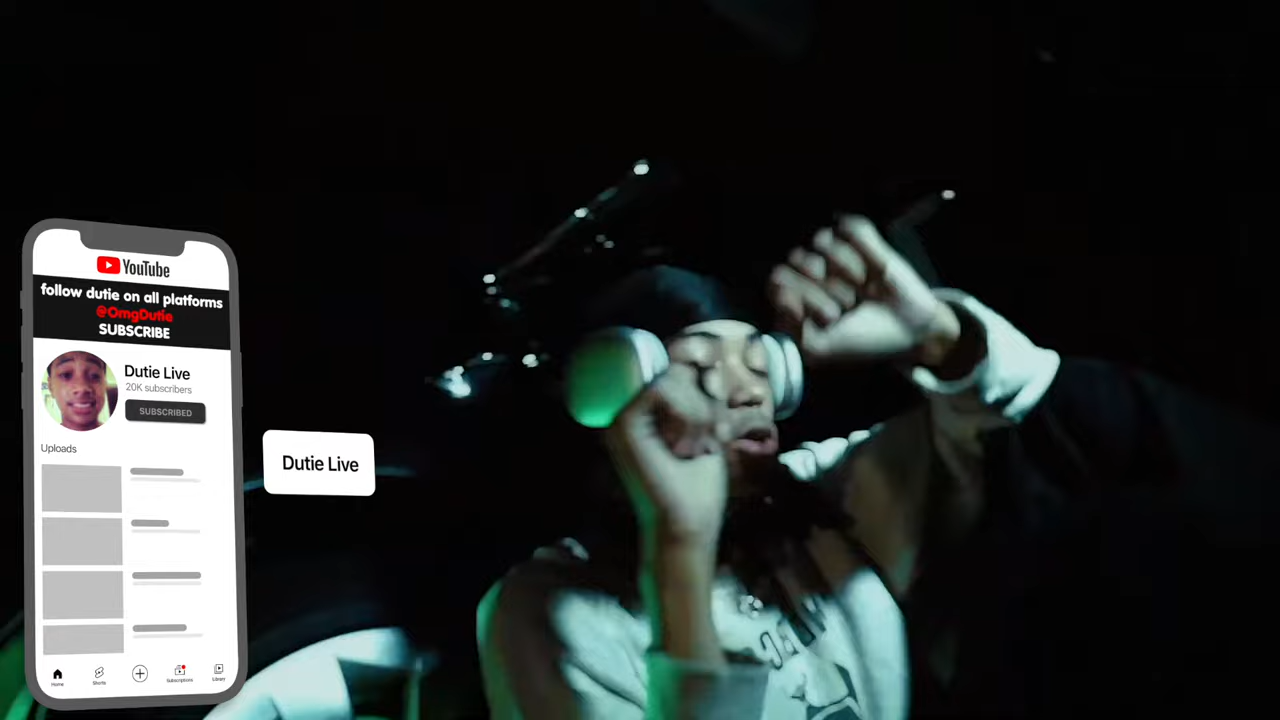 YouTube
follow dutie on all platforms
@OmgDutie
SUBSCRIBE
Dutie Live
20K subscribers
SUBSCRIBED
Uploads
Home
Shorts
Subscriptions
Library
Dutie Live